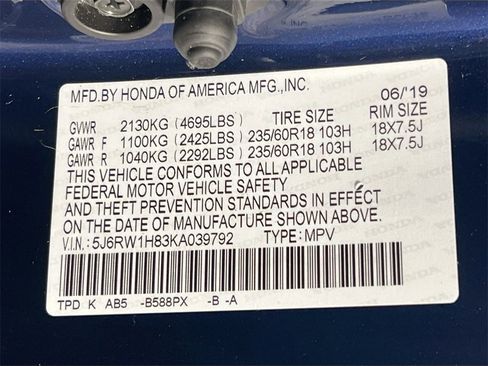 MFD.BY HONDA OF AMERICA MFG.,INC. 06/'19
GVWR 2130KG (4695LBS) TIRE SIZE RIM SIZE
GAWR F 1100KG (2425LBS) 235/60R18 103H 18X7.5J
GAWR R 1040KG (2292LBS) 235/60R18 103H 18X7.5J
THIS VEHICLE CONFORMS TO ALL APPLICABLE
FEDERAL MOTOR VEHICLE SAFETY
AND THEFT PREVENTION STANDARDS IN EFFECT
ON THE DATE OF MANUFACTURE SHOWN ABOVE.
V.I.N: 5J6RW1H83KA039792 TYPE: MPV
TPD K AB5 -B588PX -B -A